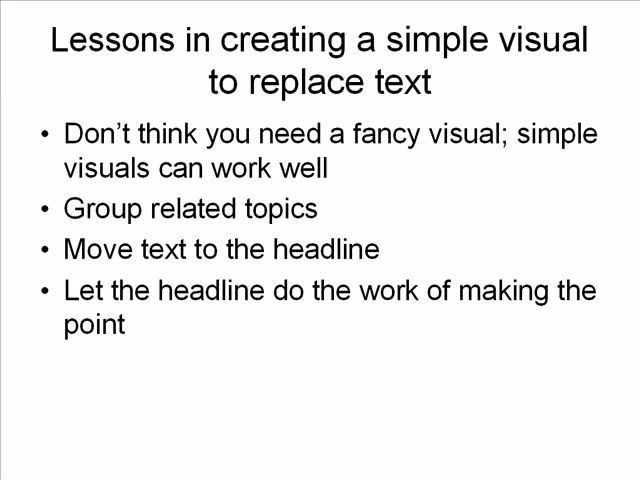 Lessons in creating a simple visual
to replace text
• Don’t think you need a fancy visual; simple
visuals can work well
• Group related topics
• Move text to the headline
• Let the headline do the work of making the
point